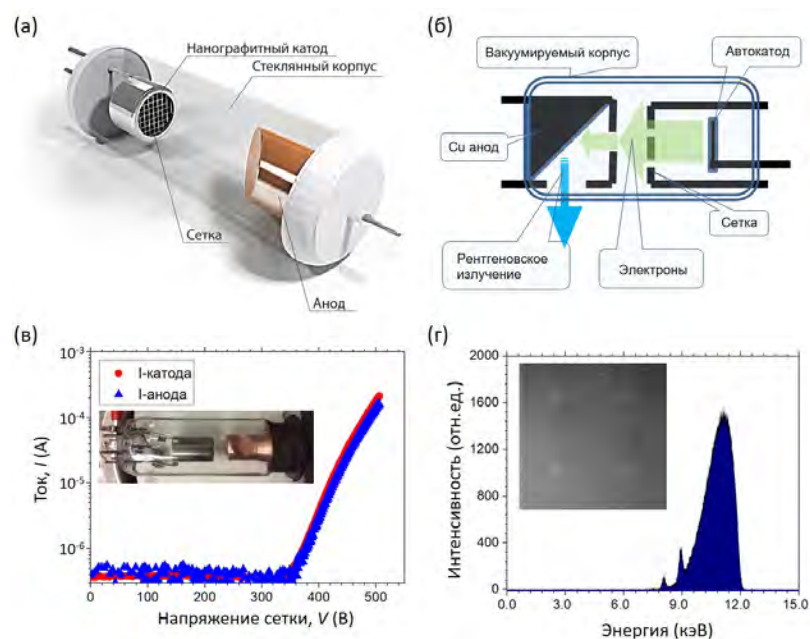 (а)
Нанографитный катод
Стеклянный корпус
Сетка
Анод
(б)
Вакуумируемый корпус
Автокатод
Cu анод
Сетка
Рентгеновское
излучение
Электроны
(в)
Ток, I (А)
10⁻³
10⁻⁴
10⁻⁵
10⁻⁶
I-катода
I-анода
0 100 200 300 400 500
Напряжение сетки, V (В)
(г)
Интенсивность (отн.ед.)
2000
1600
1200
800
400
0
0.0 3.0 6.0 9.0 12.0 15.0
Энергия (кэВ)